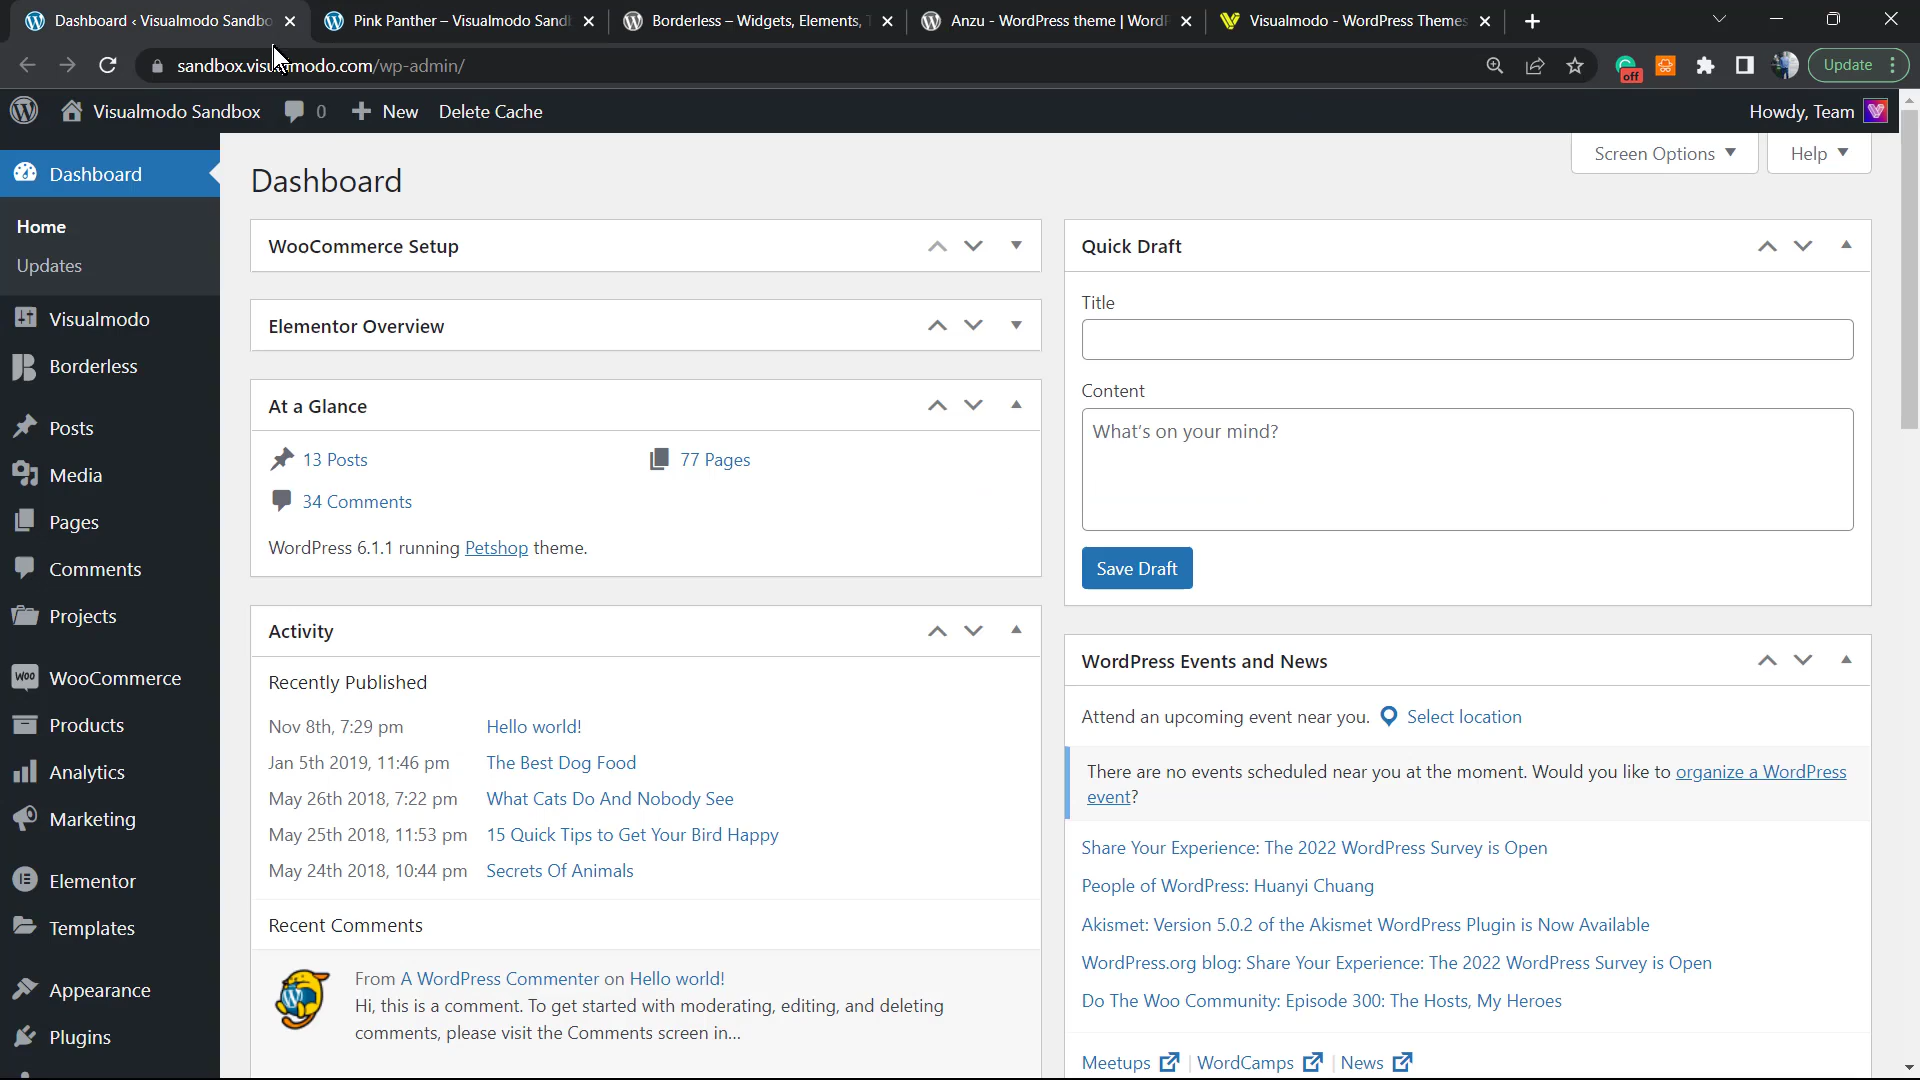 Dashboard ‹ Visualmodo Sandbo
Pink Panther – Visualmodo Sand
Borderless – Widgets, Elements,
Anzu - WordPress theme | Word
Visualmodo - WordPress Themes
sandbox.visualmodo.com/wp-admin/
off
Update
Visualmodo Sandbox
0
New
Delete Cache
Howdy, Team
Screen Options
Help
Dashboard
Home
Updates
Visualmodo
Borderless
Posts
Media
Pages
Comments
Projects
Woo
WooCommerce
Products
Analytics
Marketing
Elementor
Templates
Appearance
Plugins
Dashboard
WooCommerce Setup
Elementor Overview
At a Glance
13 Posts
77 Pages
34 Comments
WordPress 6.1.1 running Petshop theme.
Activity
Recently Published
Nov 8th, 7:29 pm Hello world!
Jan 5th 2019, 11:46 pm The Best Dog Food
May 26th 2018, 7:22 pm What Cats Do And Nobody See
May 25th 2018, 11:53 pm 15 Quick Tips to Get Your Bird Happy
May 24th 2018, 10:44 pm Secrets Of Animals
Recent Comments
From A WordPress Commenter on Hello world!
Hi, this is a comment. To get started with moderating, editing, and deleting
comments, please visit the Comments screen in...
Quick Draft
Title
Content
What's on your mind?
Save Draft
WordPress Events and News
Attend an upcoming event near you. Select location
There are no events scheduled near you at the moment. Would you like to organize a WordPress
event?
Share Your Experience: The 2022 WordPress Survey is Open
People of WordPress: Huanyi Chuang
Akismet: Version 5.0.2 of the Akismet WordPress Plugin is Now Available
WordPress.org blog: Share Your Experience: The 2022 WordPress Survey is Open
Do The Woo Community: Episode 300: The Hosts, My Heroes
Meetups | WordCamps | News